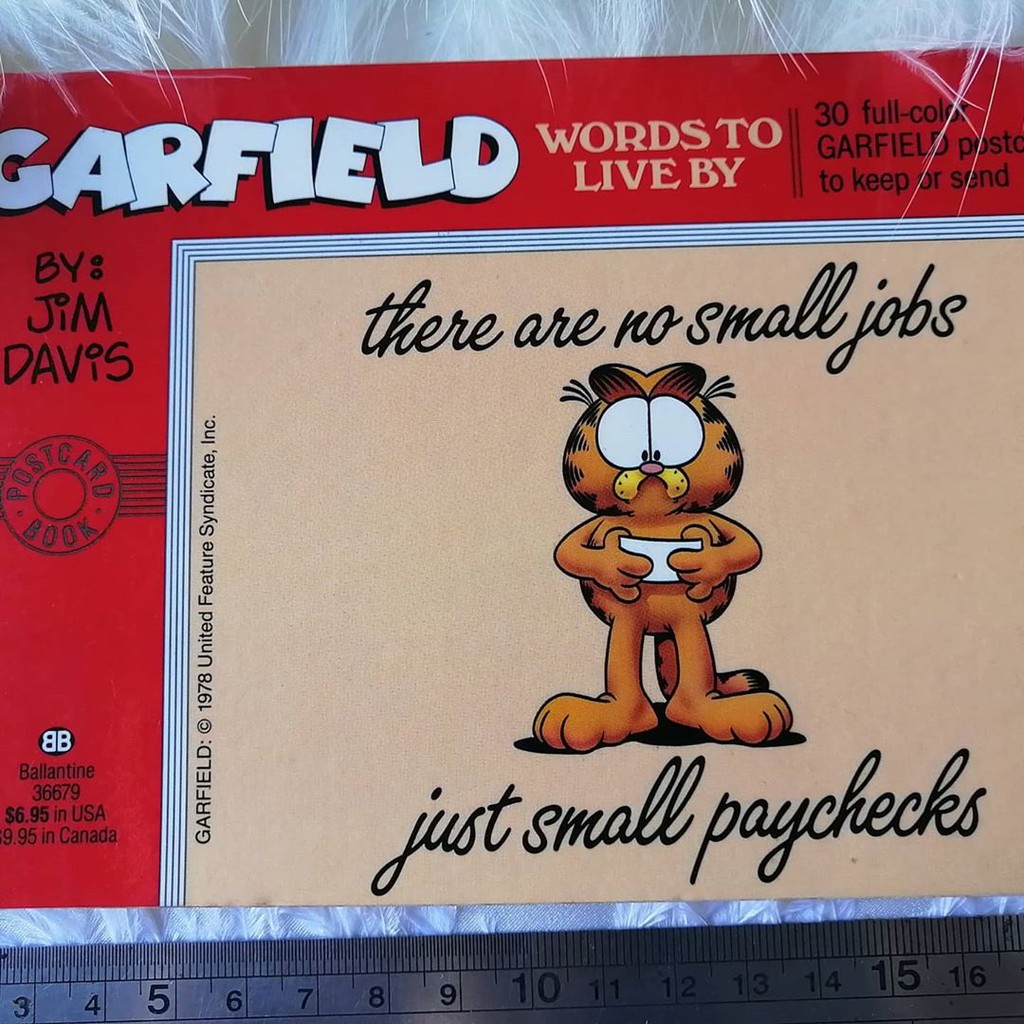 GARFIELD
WORDS TO
LIVE BY
30 full-color
GARFIELD postc
to keep or send
BY:
JiM
DAViS
POSTCARD
BOOK
there are no small jobs
just small paychecks
GARFIELD: © 1978 United Feature Syndicate, Inc.
BB
Ballantine
36679
$6.95 in USA
$9.95 in Canada
3 4 5 6 7 8 9 10 11 12 13 14 15 16